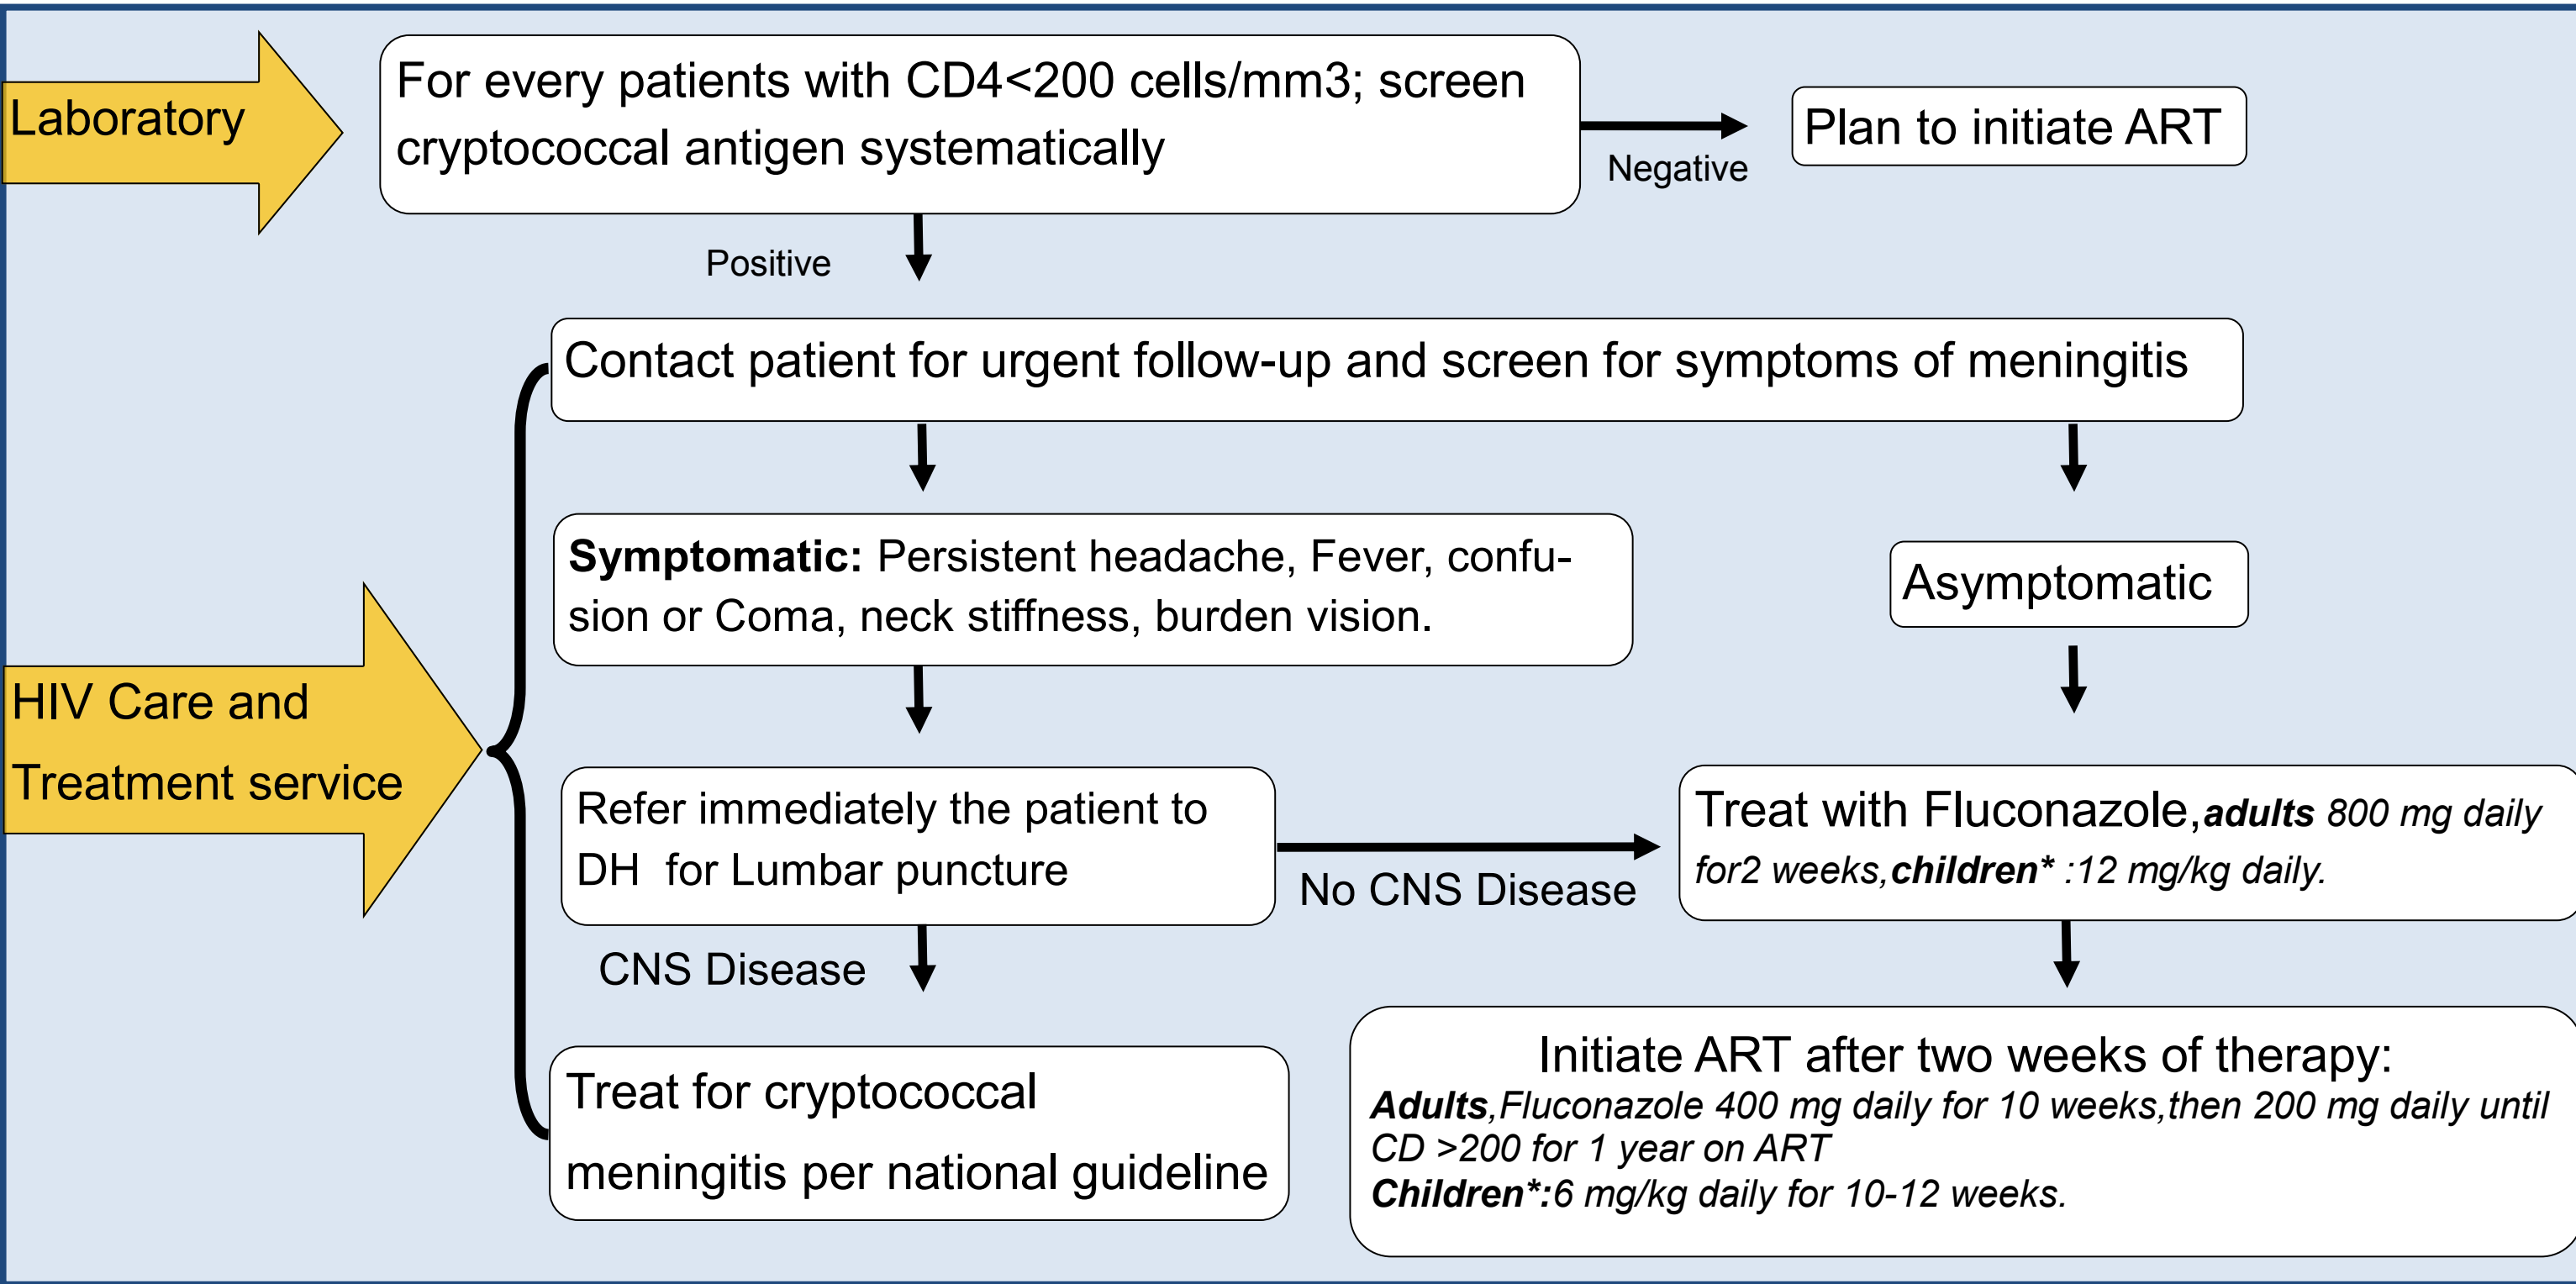 Laboratory
For every patients with CD4<200 cells/mm3; screen
cryptococcal antigen systematically
Negative
Plan to initiate ART
Positive
Contact patient for urgent follow-up and screen for symptoms of meningitis
Symptomatic: Persistent headache, Fever, confu-
sion or Coma, neck stiffness, burden vision.
Asymptomatic
HIV Care and
Treatment service
Refer immediately the patient to
DH for Lumbar puncture
No CNS Disease
Treat with Fluconazole,adults 800 mg daily
for2 weeks,children* :12 mg/kg daily.
CNS Disease
Treat for cryptococcal
meningitis per national guideline
Initiate ART after two weeks of therapy:
Adults,Fluconazole 400 mg daily for 10 weeks,then 200 mg daily until
CD >200 for 1 year on ART
Children*:6 mg/kg daily for 10-12 weeks.